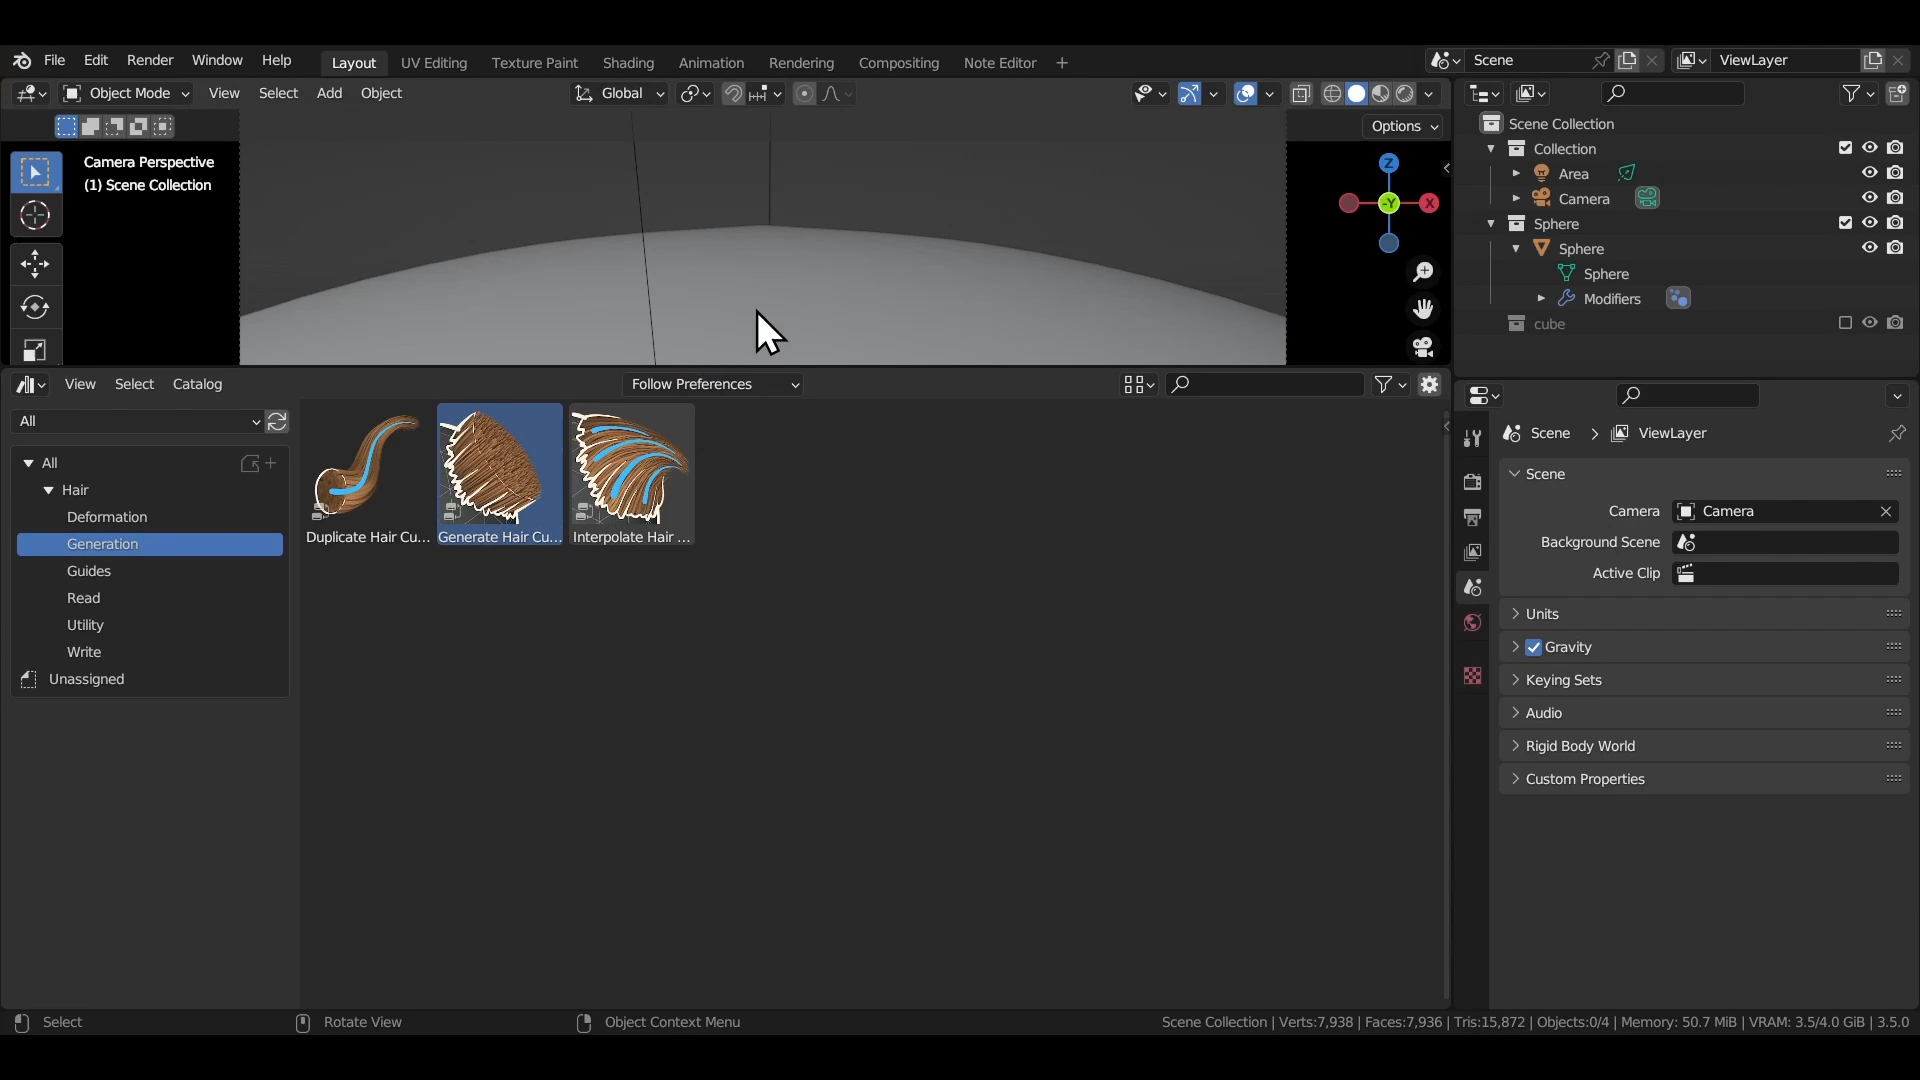 File Edit Render Window Help Layout UV Editing Texture Paint Shading Animation Rendering Compositing Note Editor + Scene ViewLayer
Object Mode View Select Add Object Global
Options
Camera Perspective
(1) Scene Collection
Z
-Y X
Scene Collection
Collection
Area
Camera
Sphere
Sphere
Sphere
Modifiers
cube
View Select Catalog Follow Preferences
All
All
Hair
Deformation
Generation
Guides
Read
Utility
Write
Unassigned
Duplicate Hair Cu... Generate Hair Cu... Interpolate Hair ...
Scene > ViewLayer
Scene
Camera Camera
Background Scene
Active Clip
Units
Gravity
Keying Sets
Audio
Rigid Body World
Custom Properties
Select Rotate View Object Context Menu Scene Collection | Verts:7,938 | Faces:7,936 | Tris:15,872 | Objects:0/4 | Memory: 50.7 MiB | VRAM: 3.5/4.0 GiB | 3.5.0